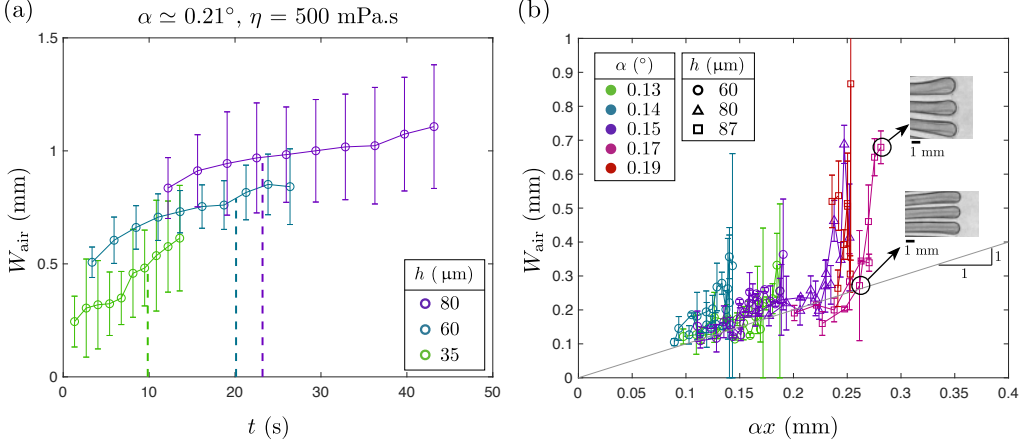 (a)
α ≃ 0.21°, η = 500 mPa.s
W_air (mm)
1.5
1
0.5
0
0 10 20 30 40 50
t (s)
h (μm)
80
60
35
(b)
W_air (mm)
1
0.9
0.8
0.7
0.6
0.5
0.4
0.3
0.2
0.1
0
0 0.05 0.1 0.15 0.2 0.25 0.3 0.35 0.4
αx (mm)
α (°)
0.13
0.14
0.15
0.17
0.19
h (μm)
60
80
87
1 mm
1 mm
1
1